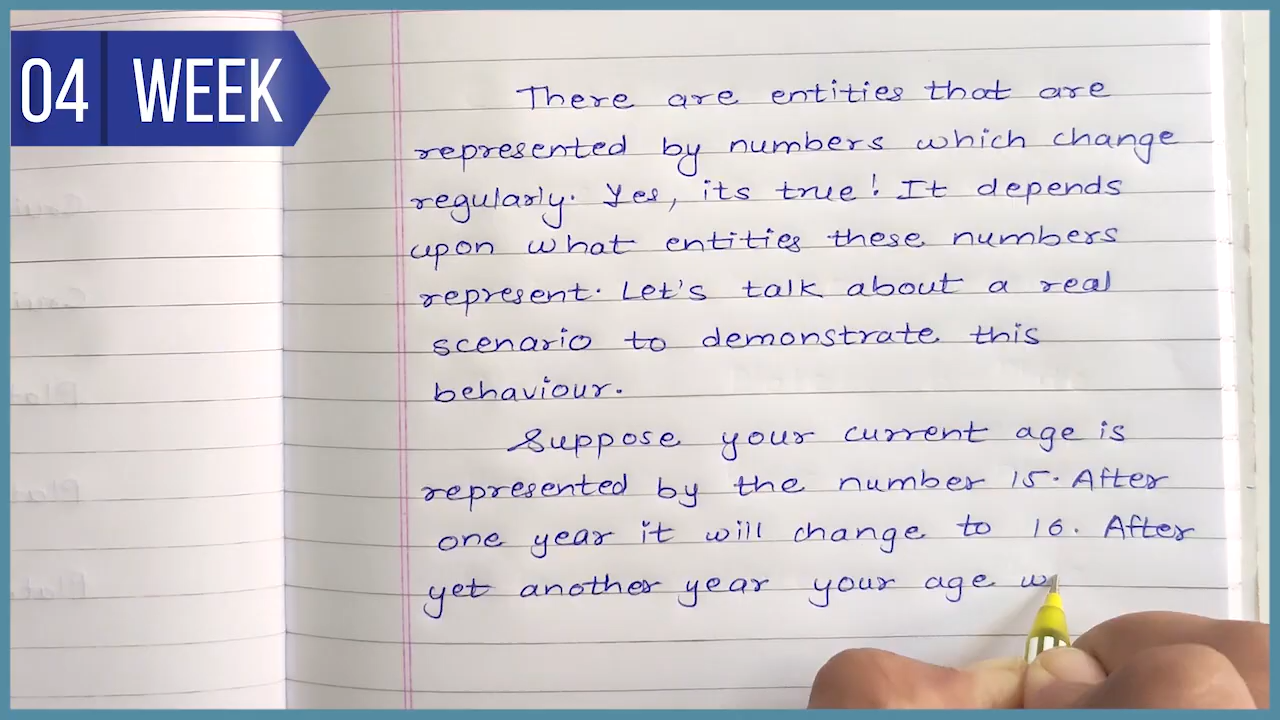 04 WEEK
There are entities that are
represented by numbers which change
regularly. Yes, its true! It depends
upon what entities these numbers
represent. Let's talk about a real
scenario to demonstrate this
behaviour.
Suppose your current age is
represented by the number 15. After
one year it will change to 16. After
yet another year your age w